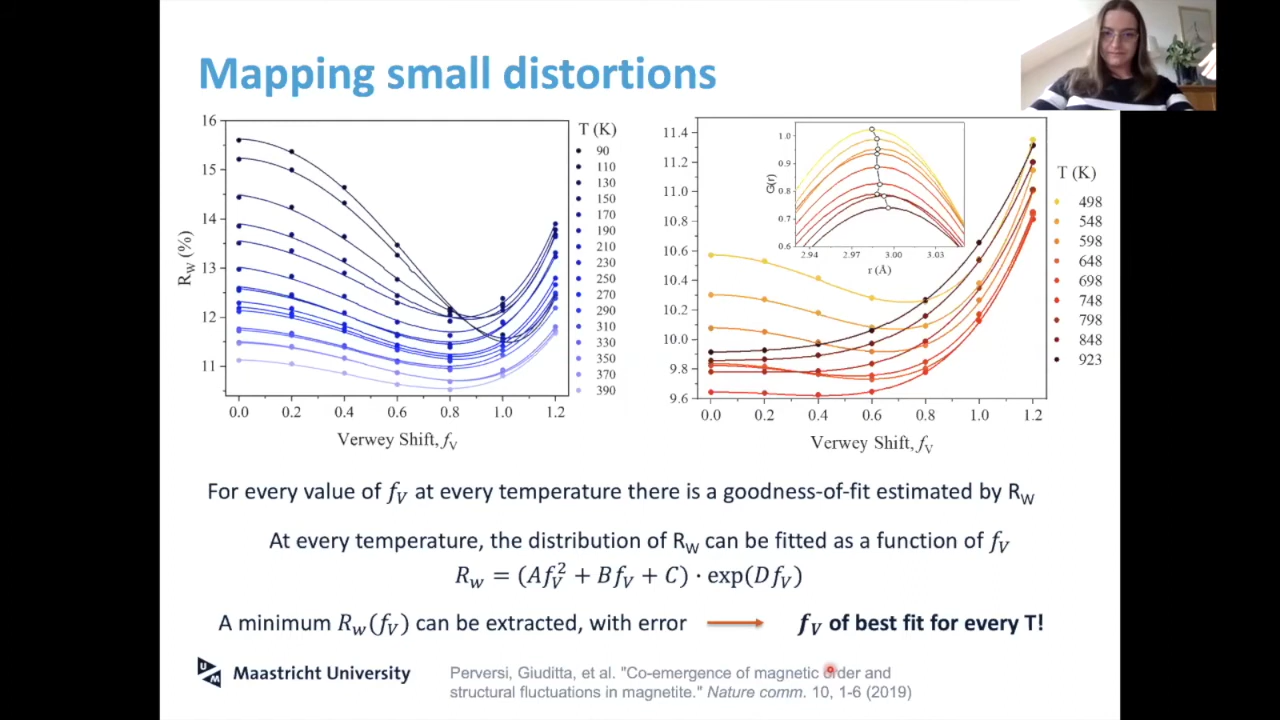 Mapping small distortions
16
15
14
13
12
11
R_W (%)
0.0 0.2 0.4 0.6 0.8 1.0 1.2
Verwey Shift, f_V
T (K)
90
110
130
150
170
190
210
230
250
270
290
310
330
350
370
390
11.4
11.2
11.0
10.8
10.6
10.4
10.2
10.0
9.8
9.6
1.0
0.9
0.8
0.7
0.6
G(r)
2.94 2.97 3.00 3.03
r (Å)
0.0 0.2 0.4 0.6 0.8 1.0 1.2
Verwey Shift, f_V
T (K)
498
548
598
648
698
748
798
848
923
For every value of f_V at every temperature there is a goodness-of-fit estimated by R_W
At every temperature, the distribution of R_W can be fitted as a function of f_V
R_w = (Af_V² + Bf_V + C) · exp(Df_V)
A minimum R_w(f_V) can be extracted, with error → f_V of best fit for every T!
UM
Maastricht University
Perversi, Giuditta, et al. "Co-emergence of magnetic order and
structural fluctuations in magnetite." Nature comm. 10, 1-6 (2019)